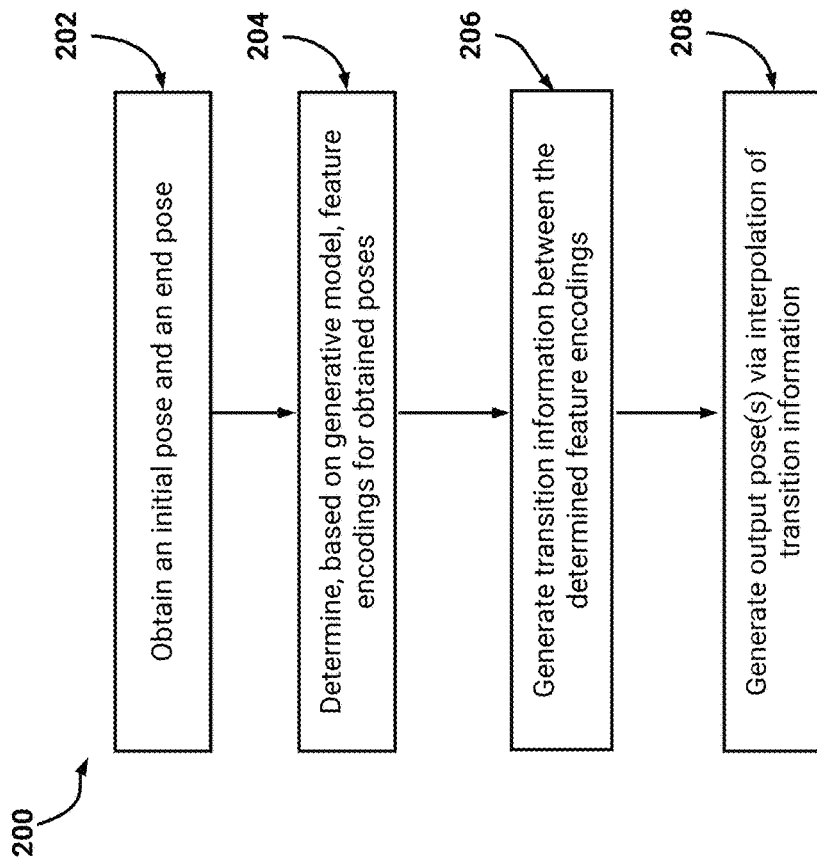 200
202
Obtain an initial pose and an end pose
204
Determine, based on generative model, feature
encodings for obtained poses
206
Generate transition information between the
determined feature encodings
208
Generate output pose(s) via interpolation of
transition information